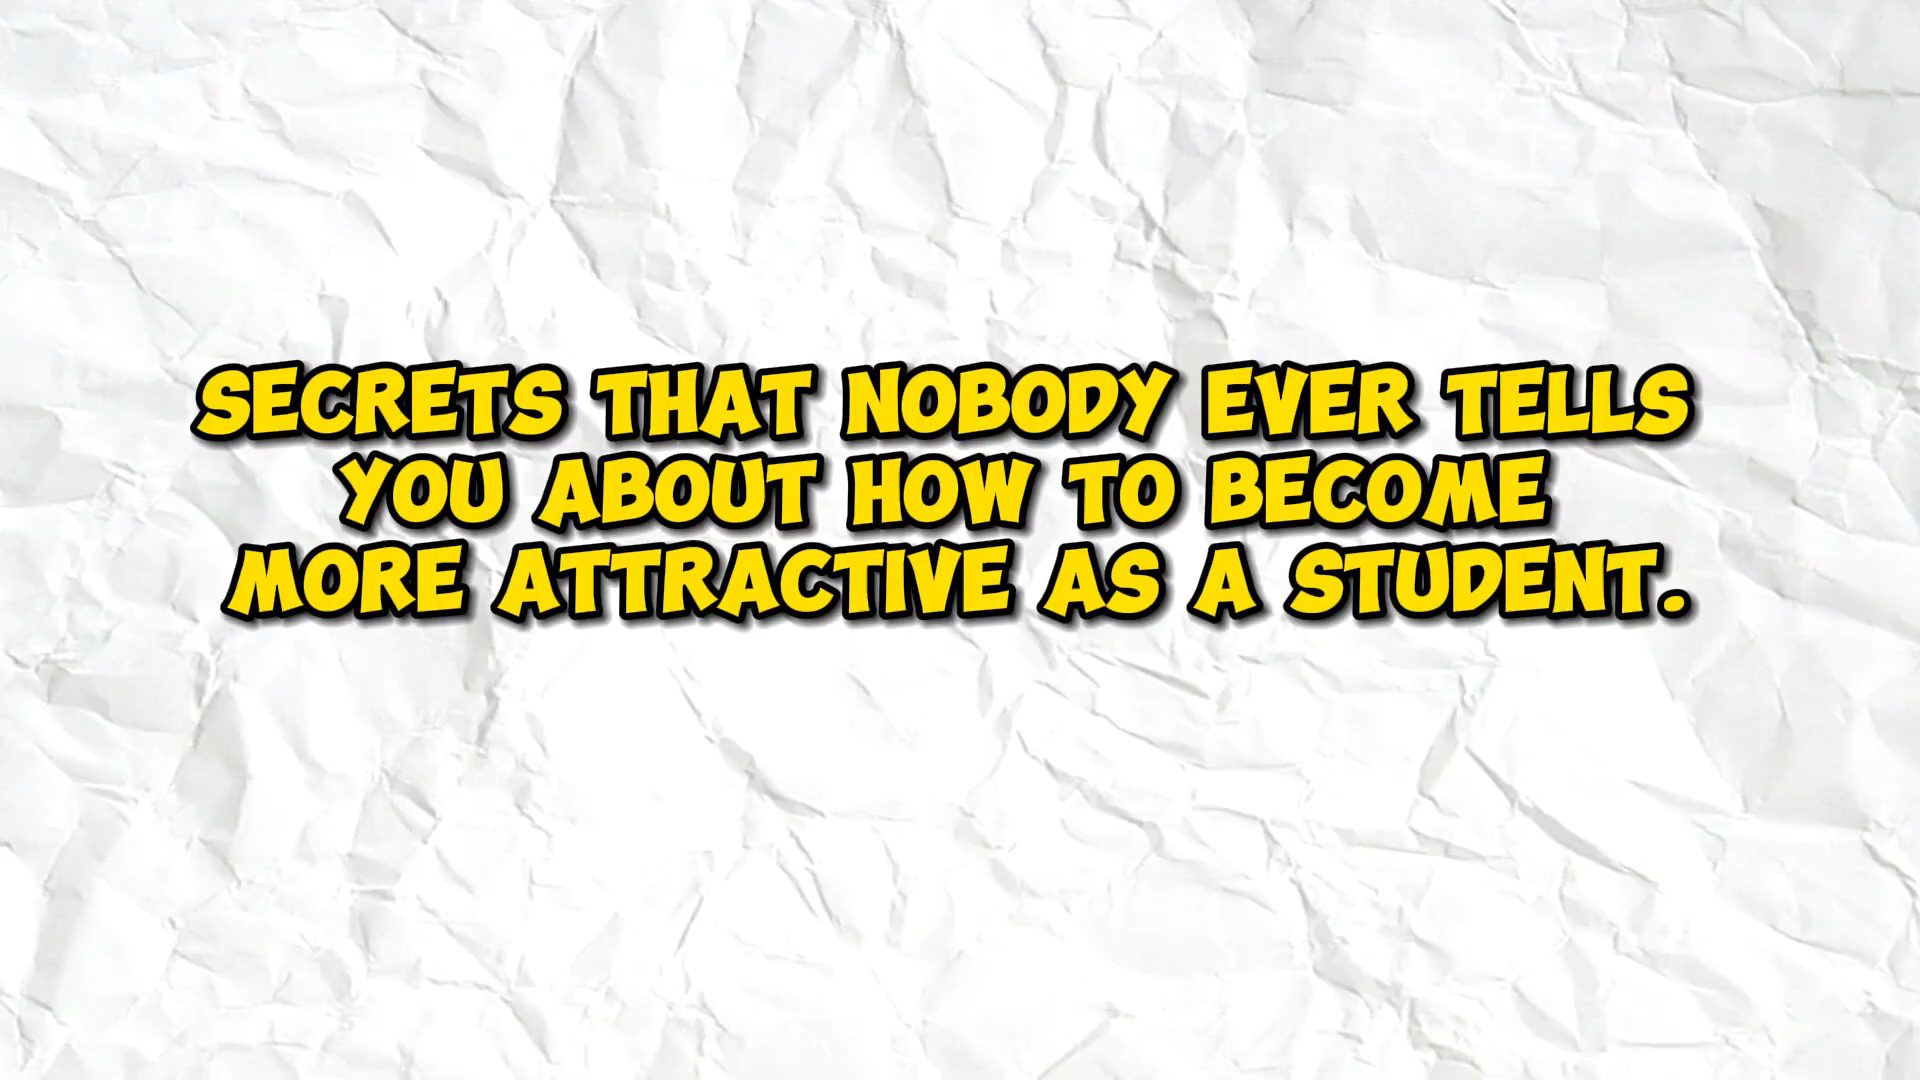 SECRETS THAT NOBODY EVER TELLS
YOU ABOUT HOW TO BECOME
MORE ATTRACTIVE AS A STUDENT.